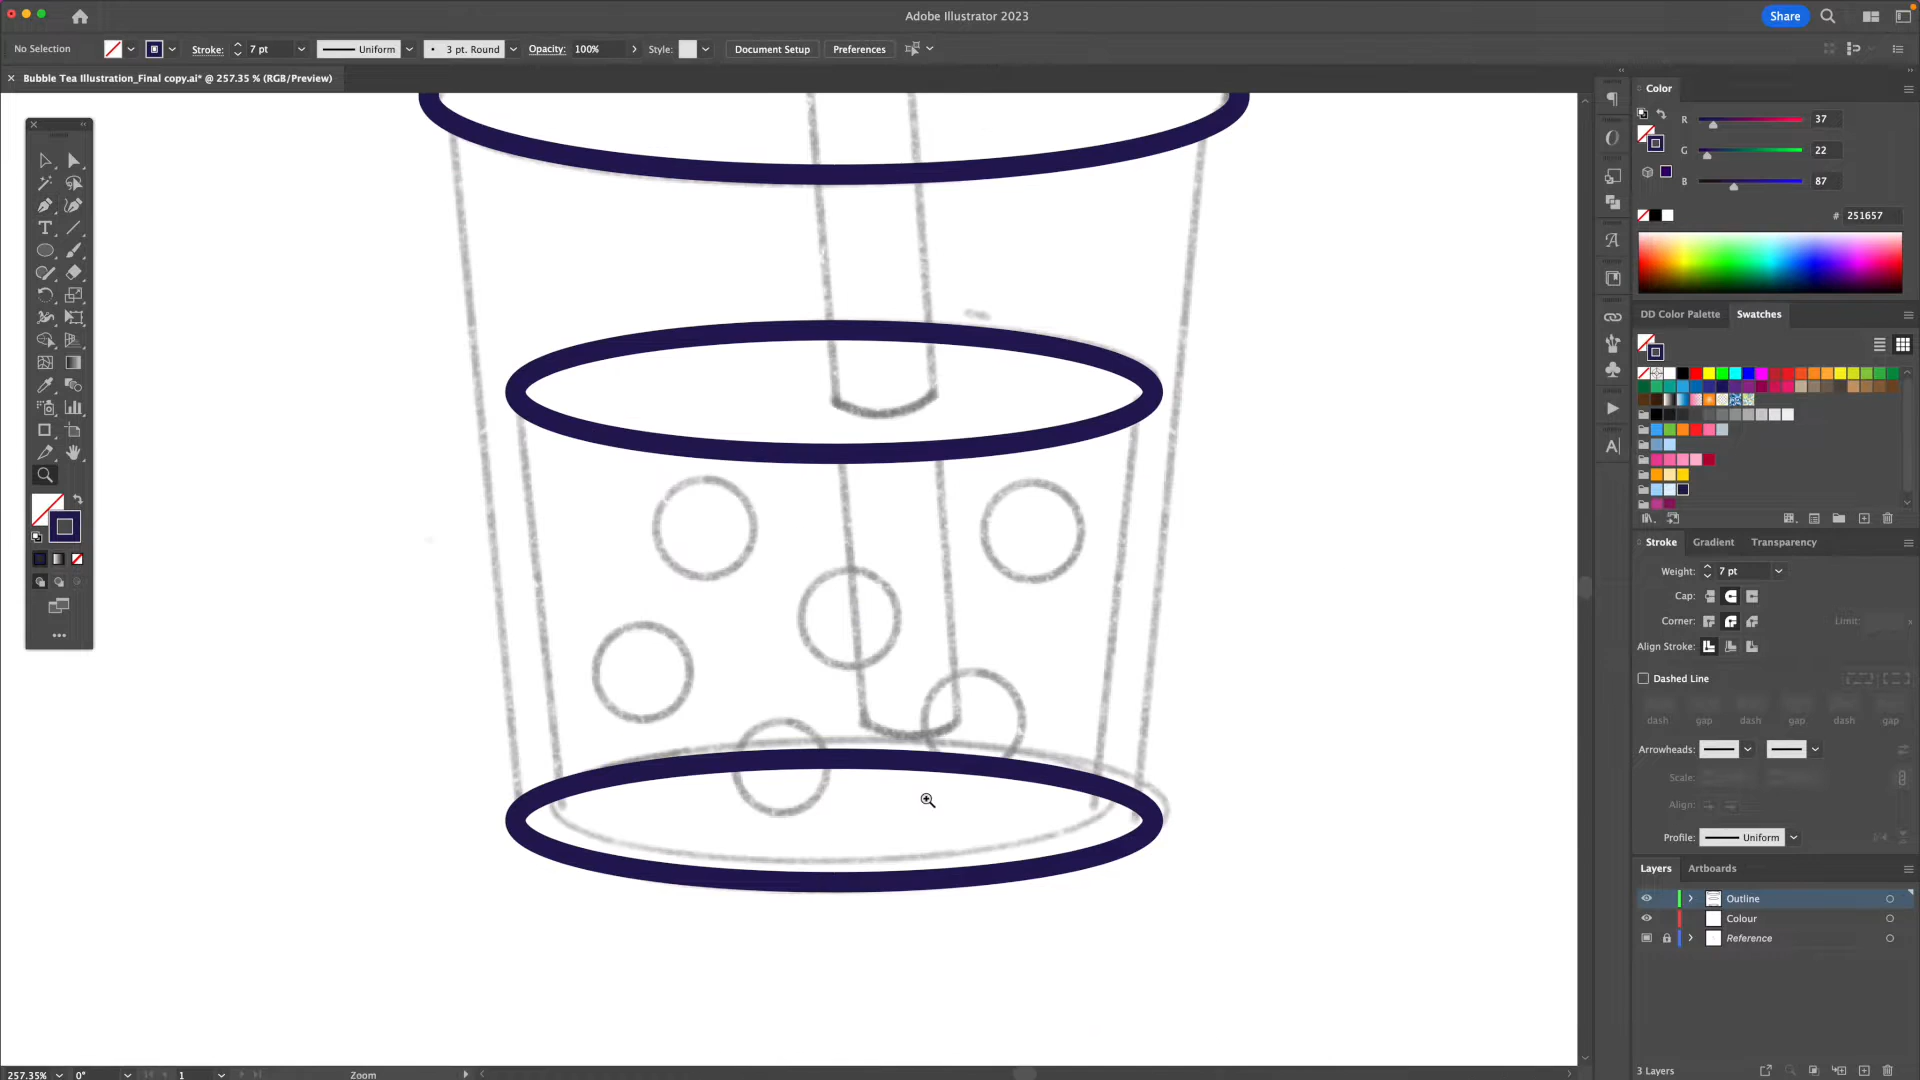 Adobe Illustrator 2023
Share
No Selection
Stroke: 7 pt
Uniform
3 pt. Round
Opacity: 100%
Style:
Document Setup
Preferences
Bubble Tea Illustration_Final copy.ai* @ 257.35 % (RGB/Preview)
Color
R 37
G 22
B 87
# 251657
DD Color Palette
Swatches
Stroke
Gradient
Transparency
Weight: 7 pt
Cap:
Corner:
Limit:
Align Stroke:
Dashed Line
dash gap dash gap dash gap
Arrowheads:
Scale:
Align:
Profile: Uniform
Layers
Artboards
Outline
Colour
Reference
257.35%
0°
1
Zoom
3 Layers